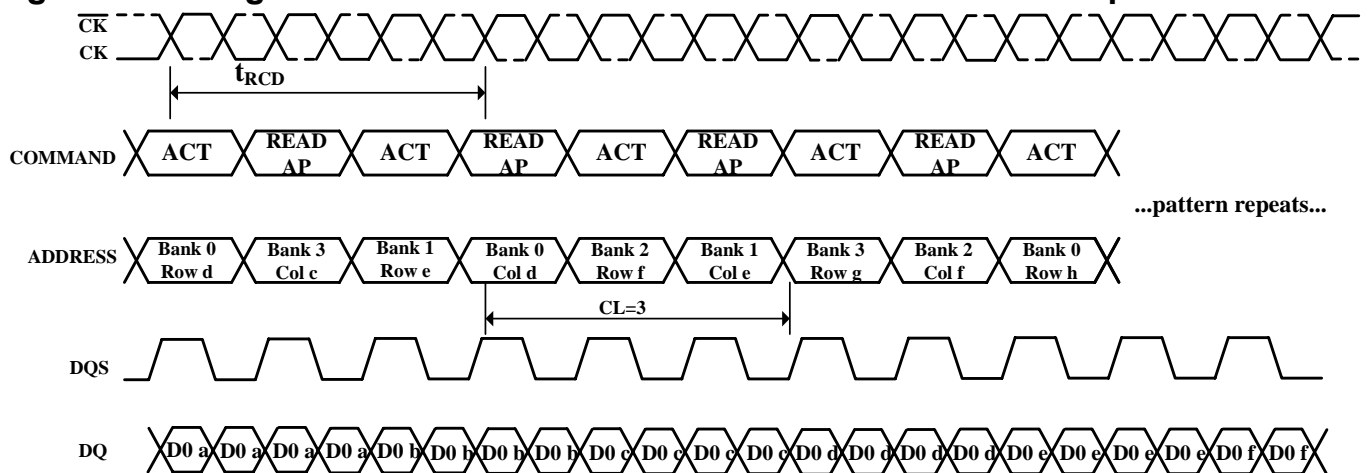 CK
CK
tRCD
COMMAND ACT READ AP ACT READ AP ACT READ AP ACT READ AP ACT
...pattern repeats...
ADDRESS Bank 0 Row d Bank 3 Col c Bank 1 Row e Bank 0 Col d Bank 2 Row f Bank 1 Col e Bank 3 Row g Bank 2 Col f Bank 0 Row h
CL=3
DQS
DQ D0 a D0 a D0 a D0 a D0 b D0 b D0 b D0 b D0 c D0 c D0 c D0 c D0 d D0 d D0 d D0 d D0 e D0 e D0 e D0 e D0 f D0 f